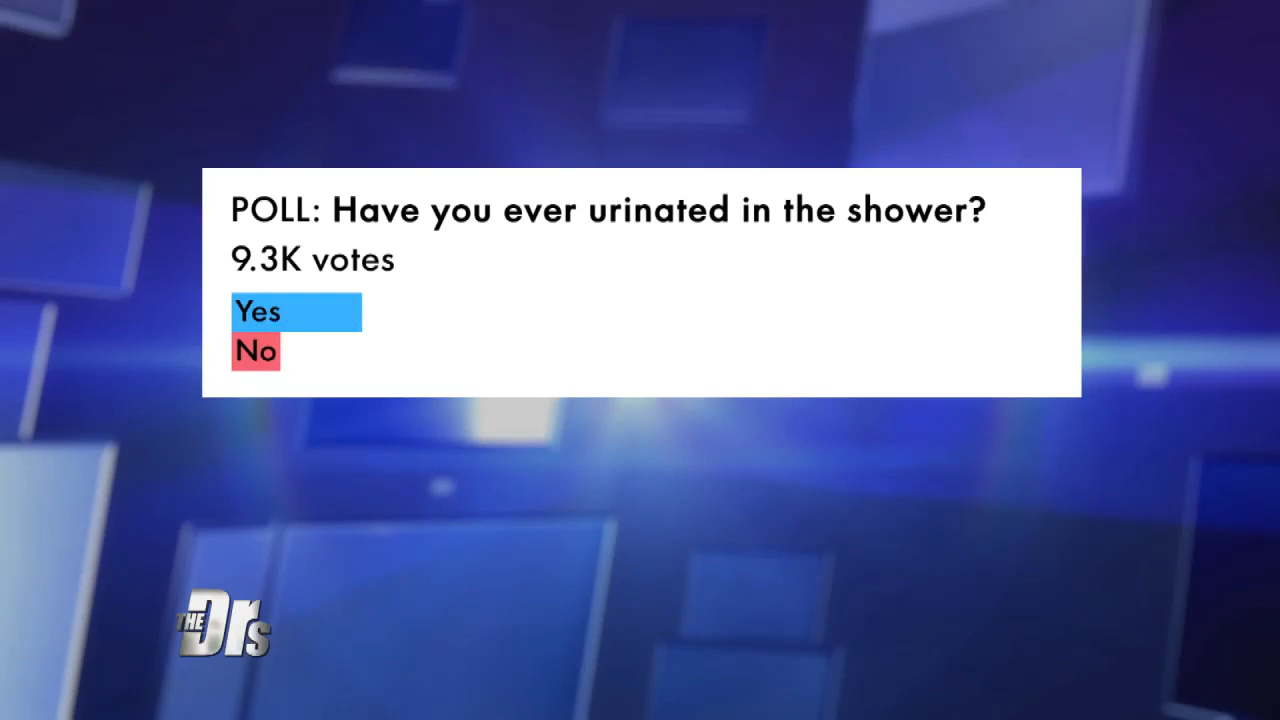 POLL: Have you ever urinated in the shower?
9.3K votes
Yes
No
THE Drs